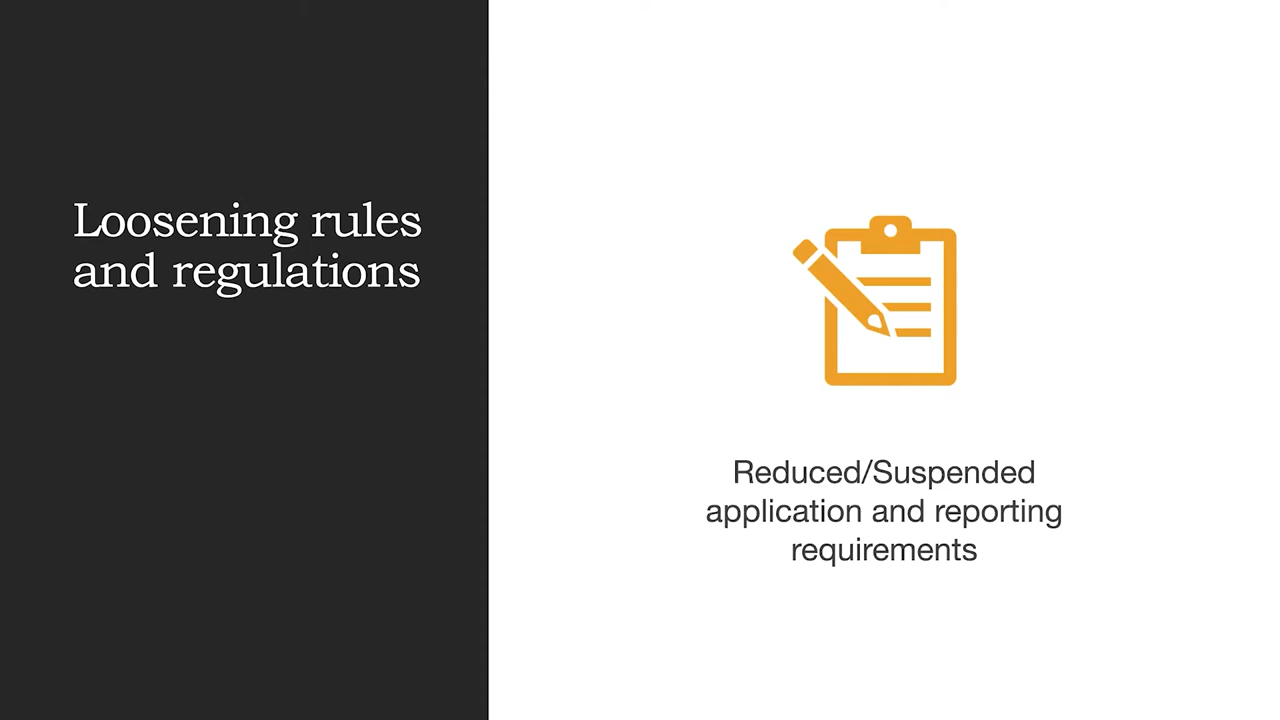 Loosening rules
and regulations
Reduced/Suspended
application and reporting
requirements